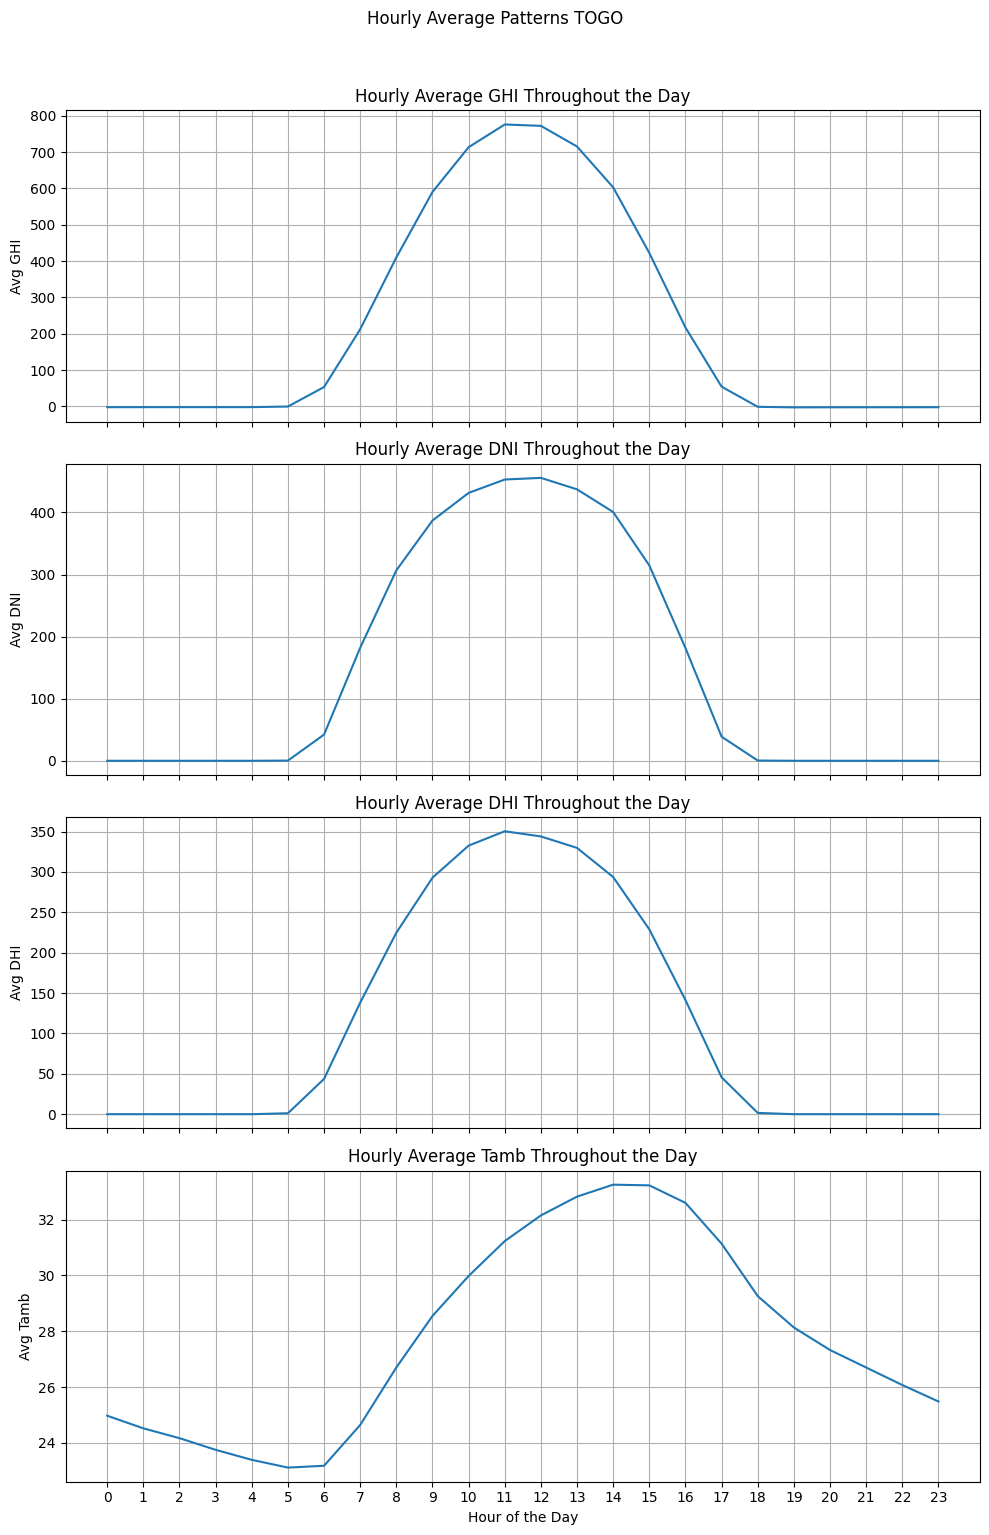 Hourly Average Patterns TOGO
Hourly Average GHI Throughout the Day
800
700
600
500
400
300
200
100
0
Avg GHI
Hourly Average DNI Throughout the Day
400
300
200
100
0
Avg DNI
Hourly Average DHI Throughout the Day
350
300
250
200
150
100
50
0
Avg DHI
Hourly Average Tamb Throughout the Day
32
30
28
26
24
Avg Tamb
0 1 2 3 4 5 6 7 8 9 10 11 12 13 14 15 16 17 18 19 20 21 22 23
Hour of the Day